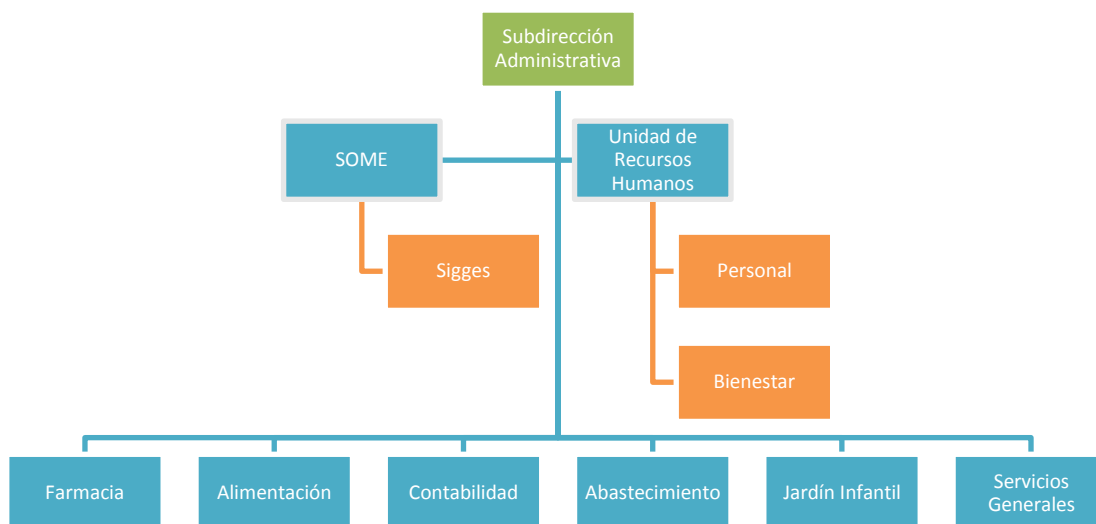 Subdirección
Administrativa
SOME
Unidad de
Recursos
Humanos
Sigges
Personal
Bienestar
Farmacia
Alimentación
Contabilidad
Abastecimiento
Jardín Infantil
Servicios
Generales